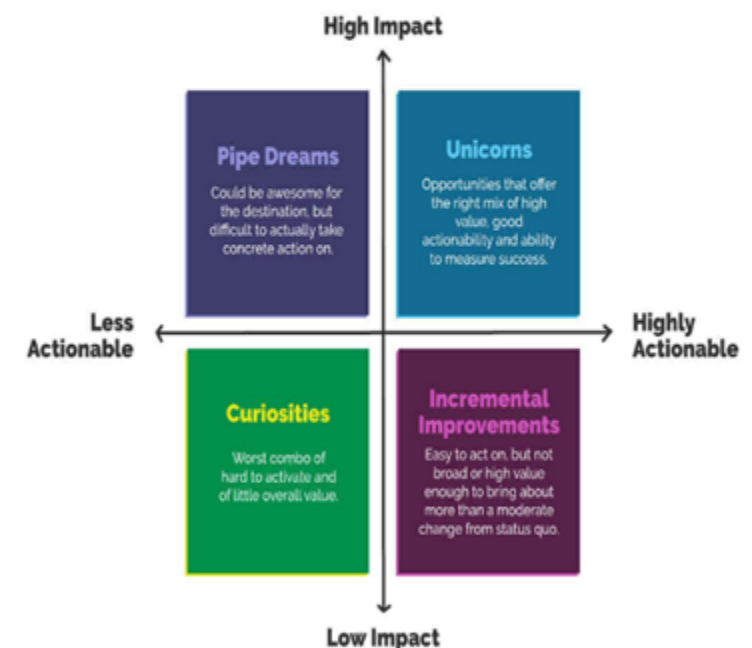 High Impact
Pipe Dreams
Could be awesome for
the destination, but
difficult to actually take
concrete action on.
Unicorns
Opportunities that offer
the right mix of high
value, good
actionability and ability
to measure success.
Less
Actionable
Highly
Actionable
Curiosities
Worst combo of
hard to activate and
of little overall value.
Incremental
Improvements
Easy to act on, but not
broad or high value
enough to bring about
more than a moderate
change from status quo.
Low Impact